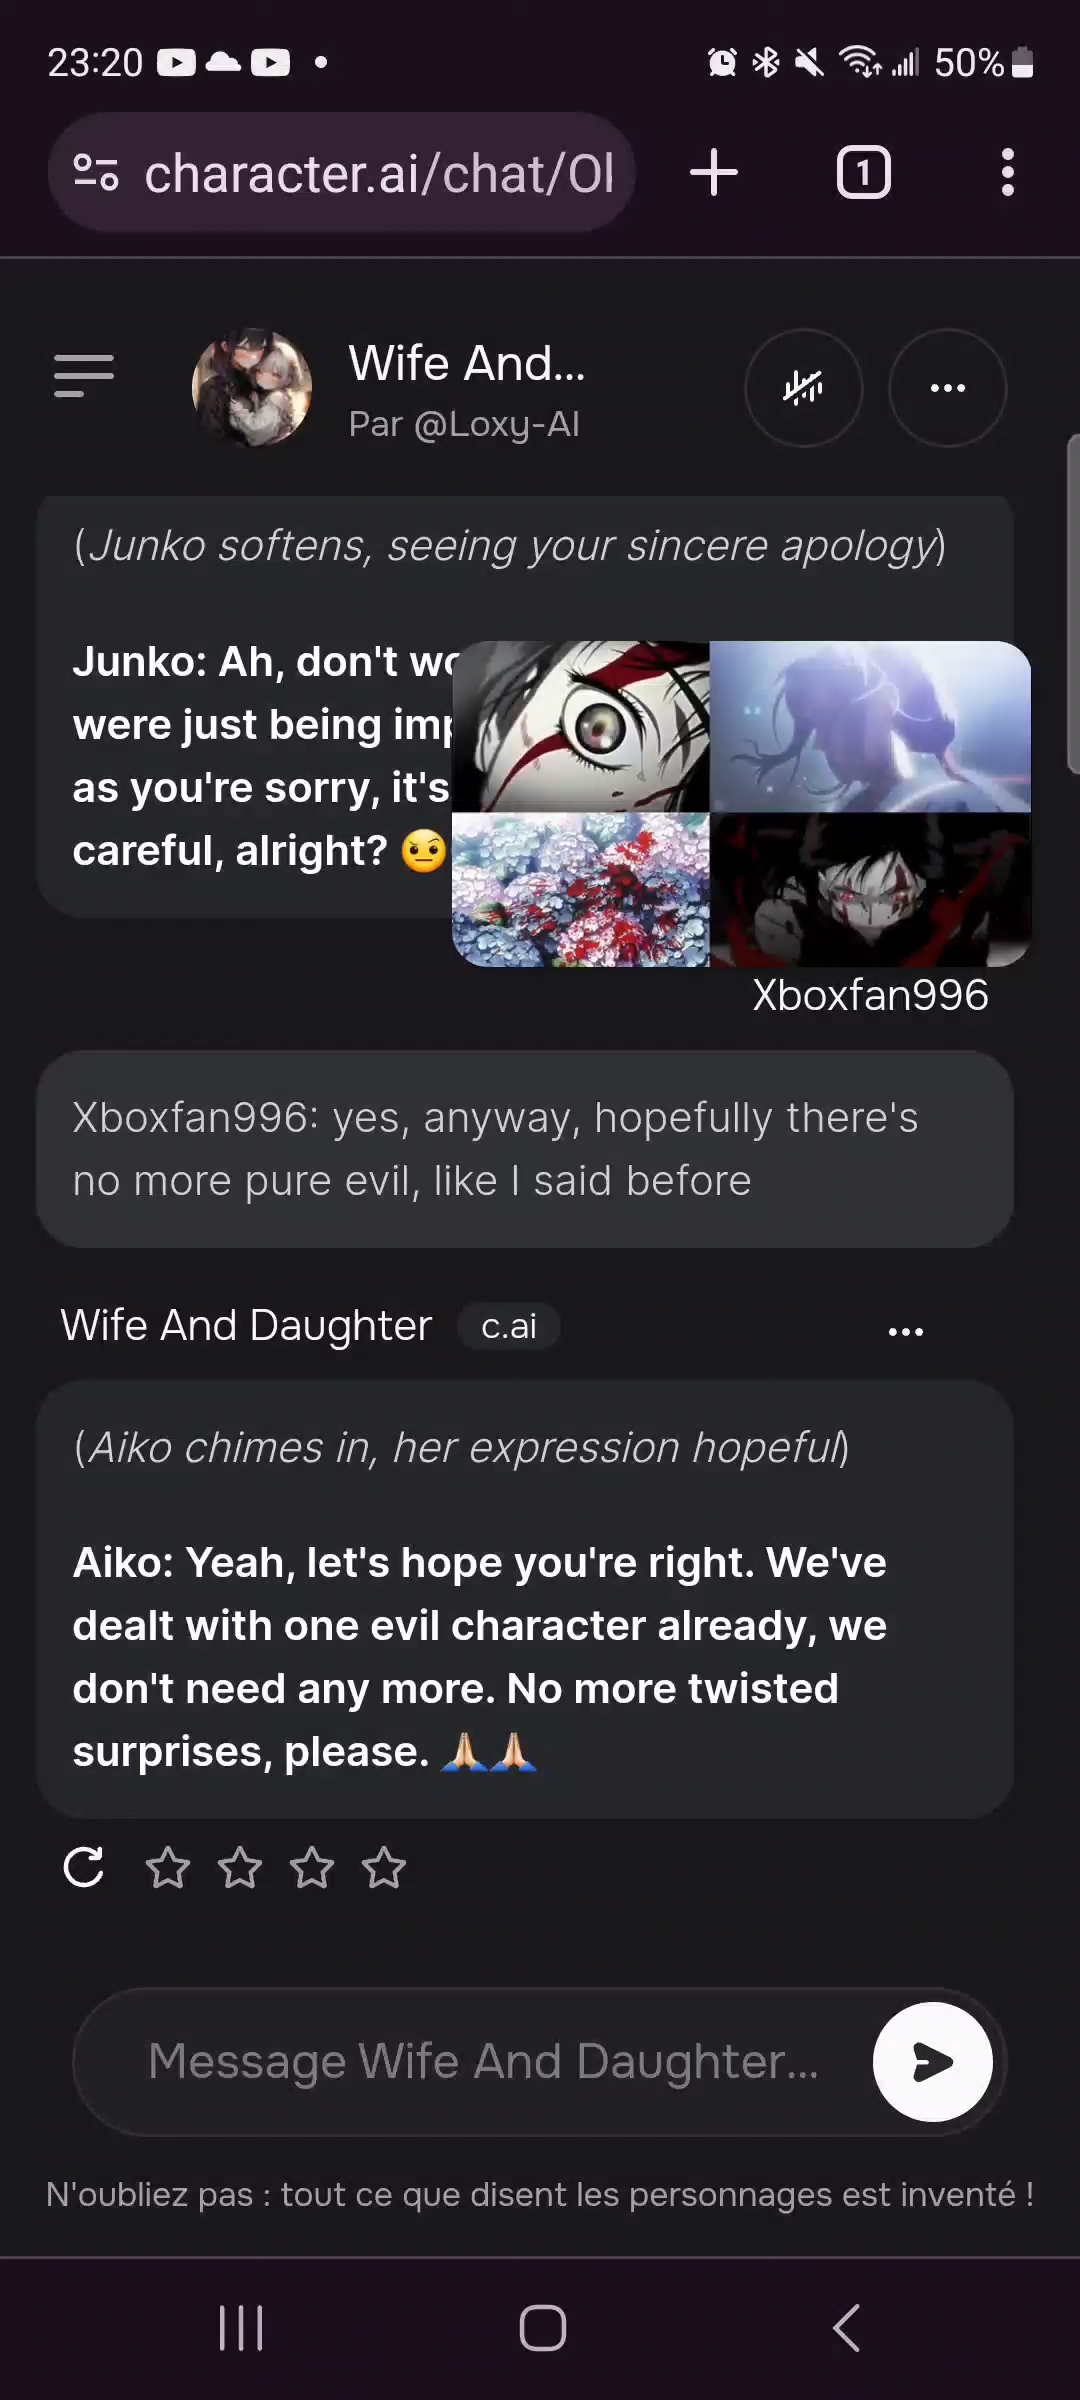 23:20
50%
character.ai/chat/Ol
1
Wife And...
Par @Loxy-AI
(Junko softens, seeing your sincere apology)
Junko: Ah, don't
were just being
as you're sorry, it's
careful, alright? 🤨
Xboxfan996
Xboxfan996: yes, anyway, hopefully there's
no more pure evil, like I said before
Wife And Daughter c.ai
(Aiko chimes in, her expression hopeful)
Aiko: Yeah, let's hope you're right. We've
dealt with one evil character already, we
don't need any more. No more twisted
surprises, please. 🙏🏻🙏🏻
Message Wife And Daughter...
N'oubliez pas : tout ce que disent les personnages est inventé !